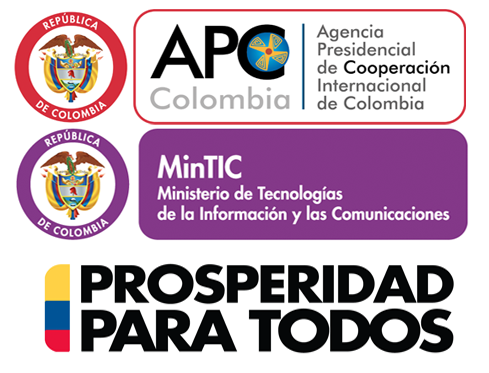 REPÚBLICA
DE COLOMBIA
APC
Colombia
Agencia
Presidencial
de Cooperación
Internacional
de Colombia
REPÚBLICA
DE COLOMBIA
MinTIC
Ministerio de Tecnologías
de la Información y las Comunicaciones
PROSPERIDAD
PARA TODOS